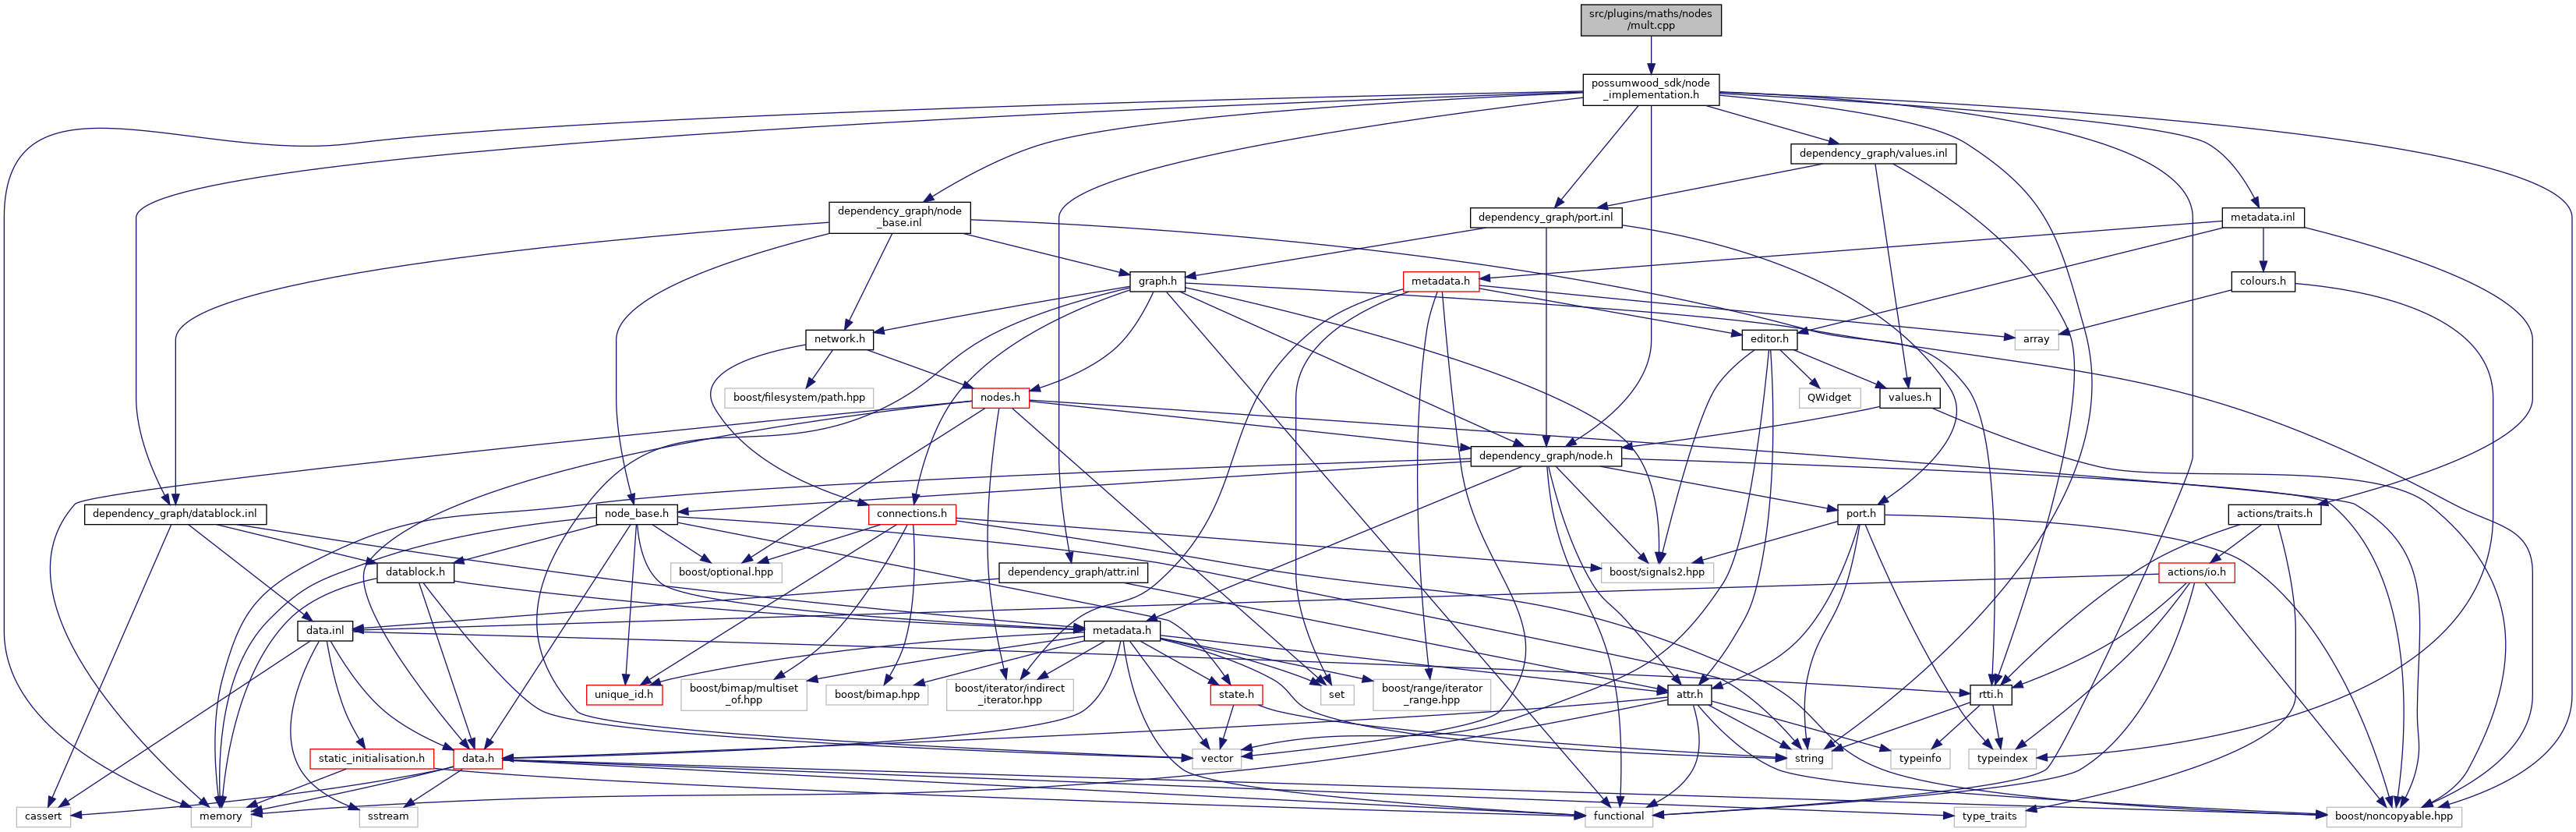 src/plugins/maths/nodes
/mult.cpp
possumwood_sdk/node
_implementation.h
dependency_graph/values.inl
dependency_graph/node
_base.inl
dependency_graph/port.inl
metadata.inl
graph.h
metadata.h
colours.h
network.h
editor.h
array
boost/filesystem/path.hpp
nodes.h
QWidget
values.h
dependency_graph/node.h
dependency_graph/datablock.inl
node_base.h
connections.h
port.h
actions/traits.h
datablock.h
boost/optional.hpp
dependency_graph/attr.inl
boost/signals2.hpp
actions/io.h
data.inl
metadata.h
unique_id.h
boost/bimap/multiset
_of.hpp
boost/bimap.hpp
boost/iterator/indirect
_iterator.hpp
state.h
set
boost/range/iterator
_range.hpp
attr.h
rtti.h
static_initialisation.h
data.h
vector
string
typeinfo
typeindex
cassert
memory
sstream
functional
type_traits
boost/noncopyable.hpp